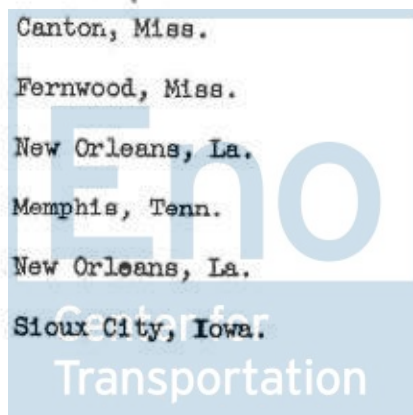 Canton, Miss.
Fernwood, Miss.
New Orleans, La.
Memphis, Tenn.
New Orleans, La.
Sioux City, Iowa.
Eno
Center for
Transportation